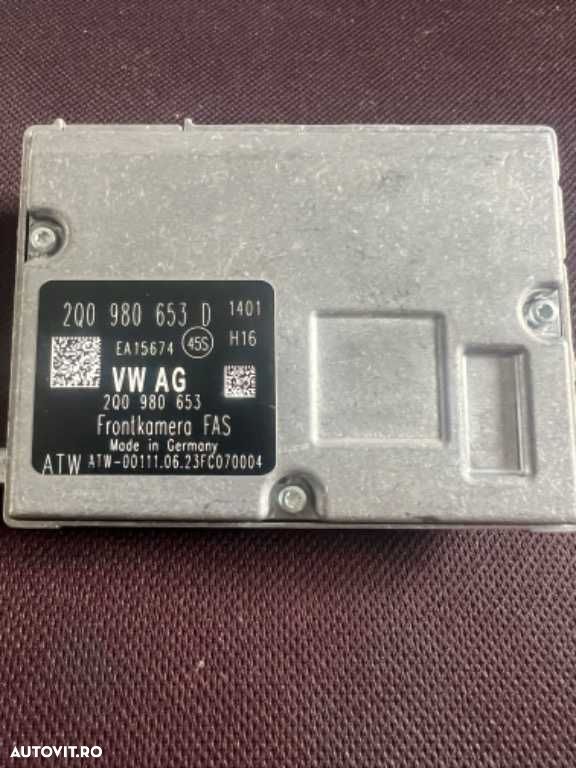 2Q0 980 653 D 1401
EA15674 45S H16
VW AG
2Q0 980 653
Frontkamera FAS
Made in Germany
ATW ATW-00111.06.23FC070004
AUTOVIT.RO